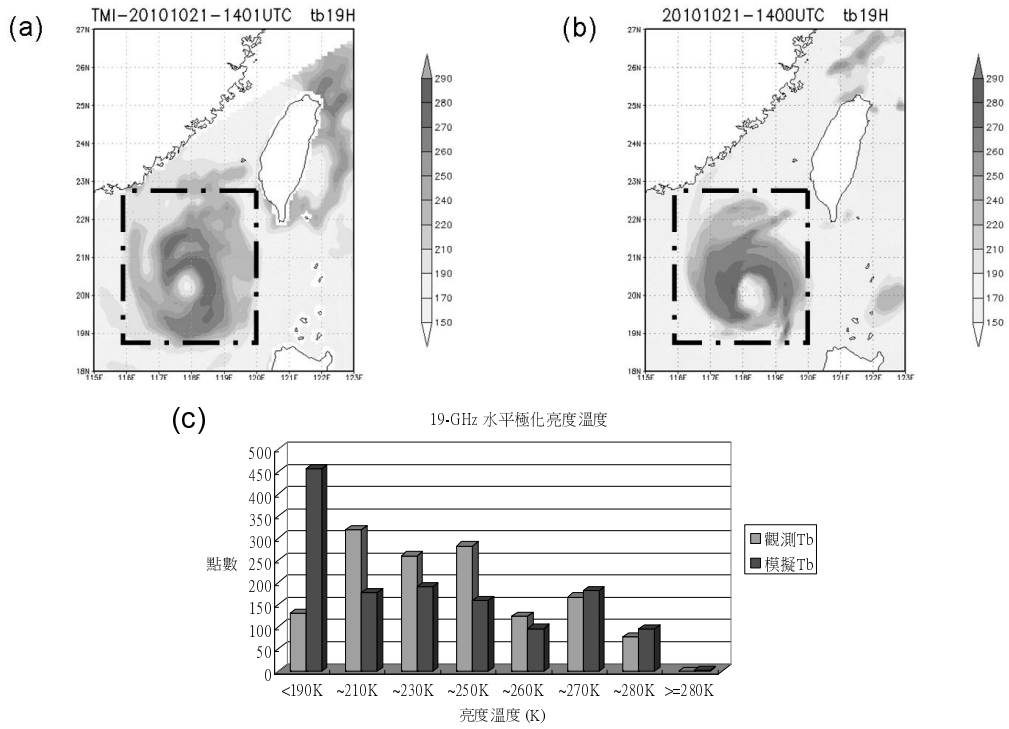 (a)
TMI-20101021-1401UTC tb19H
27N
26N
25N
24N
23N
22N
21N
20N
19N
18N
115E 116E 117E 118E 119E 120E 121E 122E 123E
290
280
270
260
250
240
220
210
190
170
150
(b)
20101021-1400UTC tb19H
27N
26N
25N
24N
23N
22N
21N
20N
19N
18N
115E 116E 117E 118E 119E 120E 121E 122E 123E
290
280
270
260
250
240
220
210
290
170
150
(c)
19-GHz 水平極化亮度溫度
500
450
400
350
300
250
200
150
100
50
0
點數
<190K ~210K ~230K ~250K ~260K ~270K ~280K >=280K
亮度溫度 (K)
觀測Tb
模擬Tb